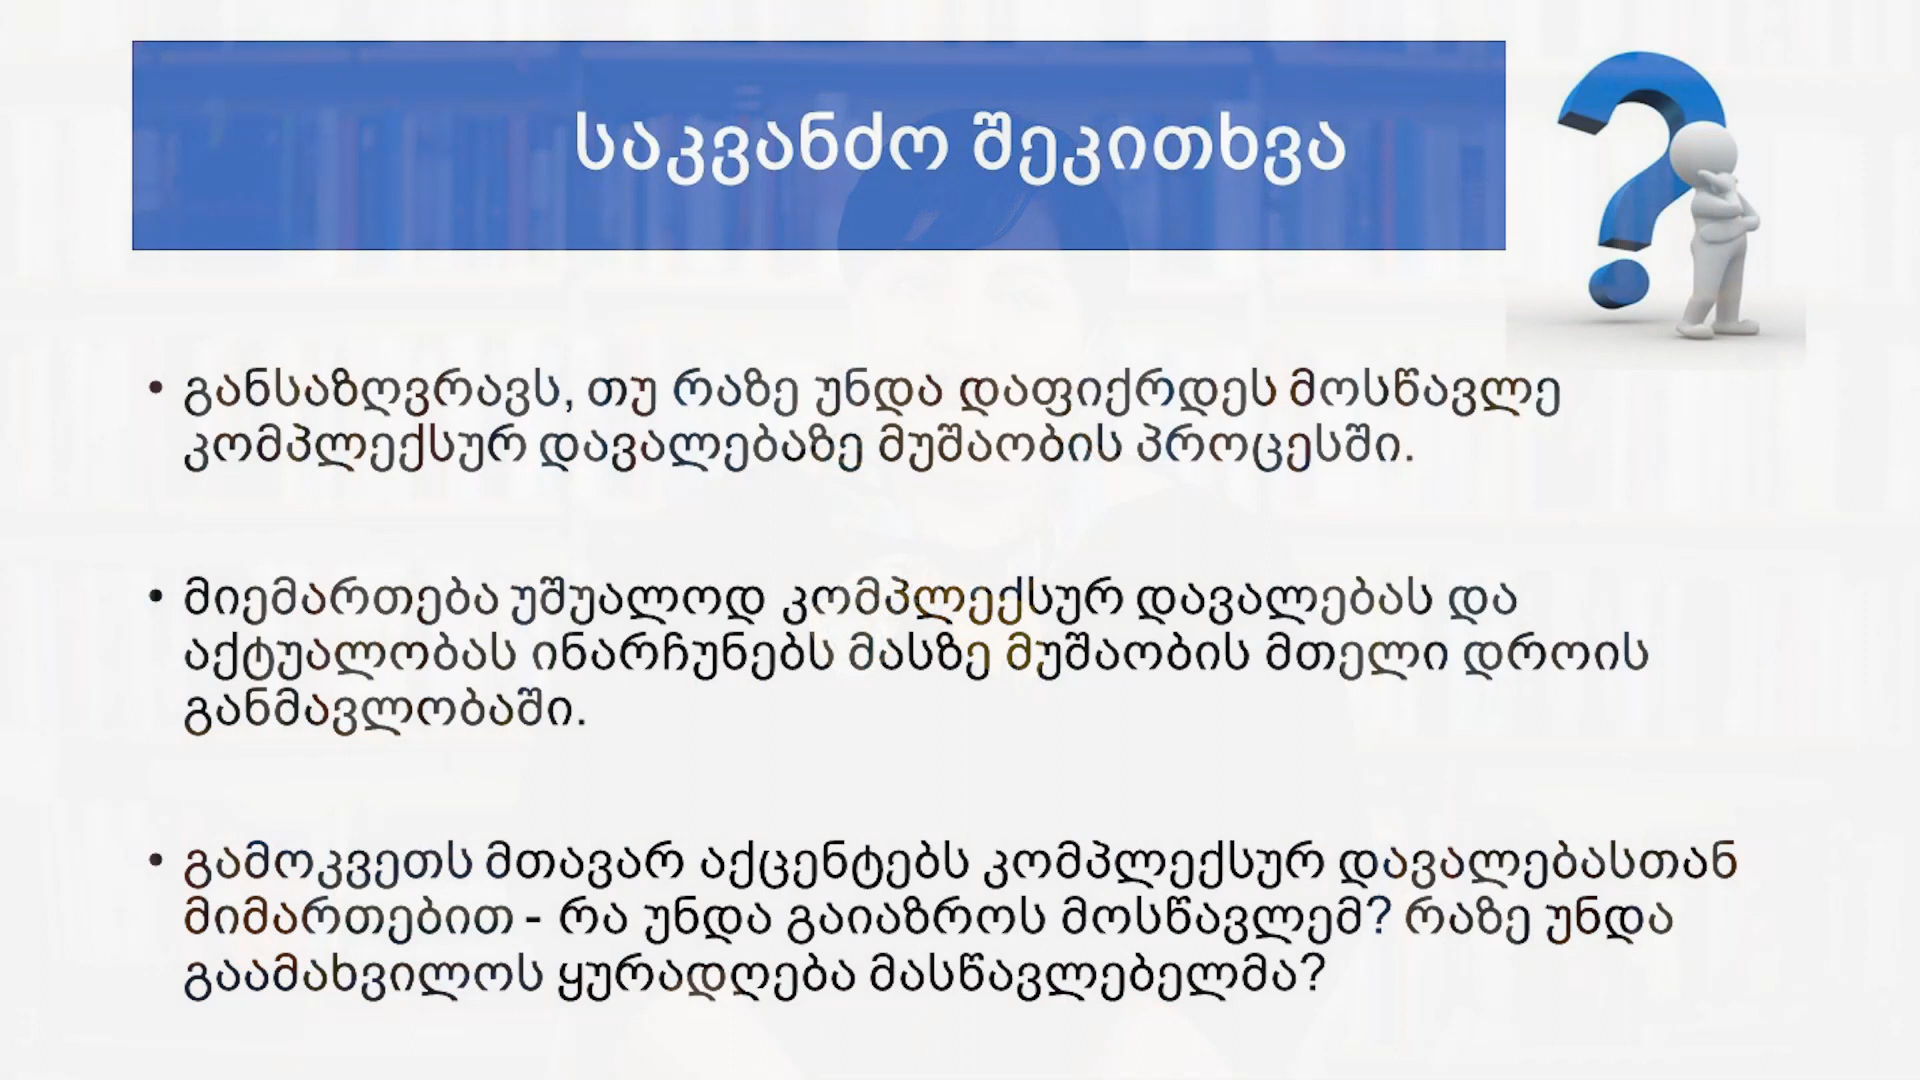 საკვანძო შეკითხვა
• განსაზღვრავს, თუ რაზე უნდა დაფიქრდეს მოსწავლე
კომპლექსურ დავალებაზე მუშაობის პროცესში.
• მიემართება უშუალოდ კომპლექსურ დავალებას და
აქტუალობას ინარჩუნებს მასზე მუშაობის მთელი დროის
განმავლობაში.
• გამოკვეთს მთავარ აქცენტებს კომპლექსურ დავალებასთან
მიმართებით - რა უნდა გაიაზროს მოსწავლემ? რაზე უნდა
გაამახვილოს ყურადღება მასწავლებელმა?